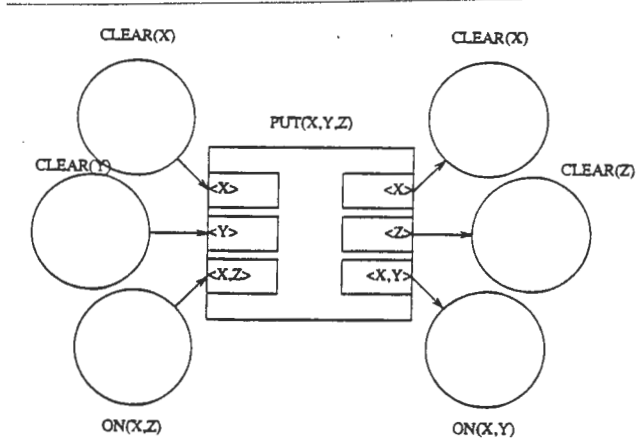 CLEAR(X)
CLEAR(X)
PUT(X,Y,Z)
CLEAR(Y)
CLEAR(Z)
<X>
<X>
<Y>
<Z>
<X,Z>
<X,Y>
ON(X,Z)
ON(X,Y)